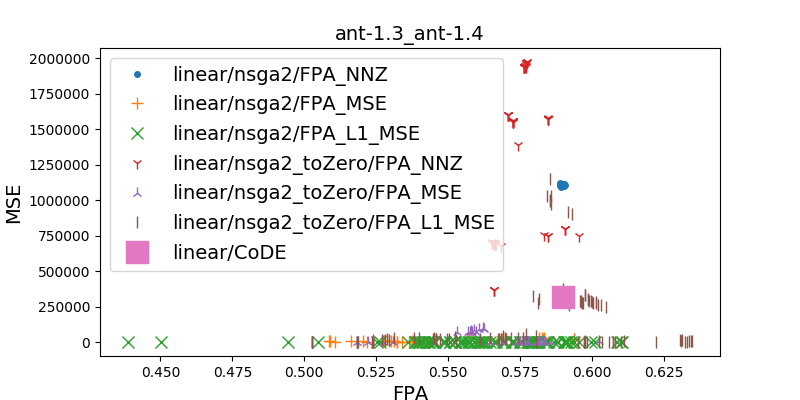 ant-1.3_ant-1.4
2000000
1750000
1500000
1250000
1000000
750000
500000
250000
0
MSE
linear/nsga2/FPA_NNZ
linear/nsga2/FPA_MSE
linear/nsga2/FPA_L1_MSE
linear/nsga2_toZero/FPA_NNZ
linear/nsga2_toZero/FPA_MSE
linear/nsga2_toZero/FPA_L1_MSE
linear/CoDE
0.450 0.475 0.500 0.525 0.550 0.575 0.600 0.625
FPA